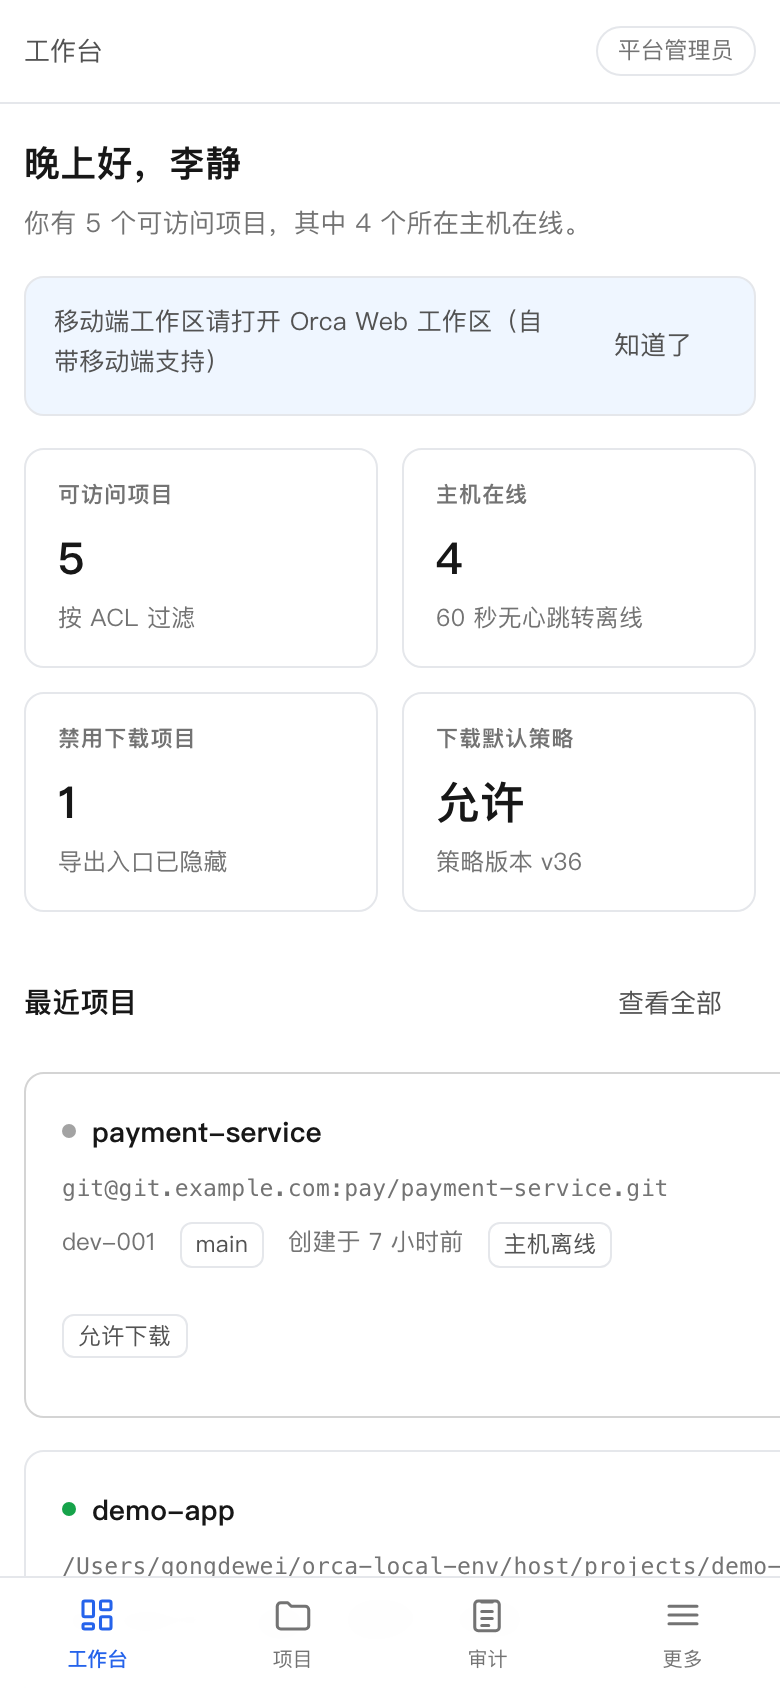 工作台
平台管理员
晚上好，李静
你有 5 个可访问项目，其中 4 个所在主机在线。
移动端工作区请打开 Orca Web 工作区（自
带移动端支持）
知道了
可访问项目
5
按 ACL 过滤
主机在线
4
60 秒无心跳转离线
禁用下载项目
1
导出入口已隐藏
下载默认策略
允许
策略版本 v36
最近项目
查看全部
payment-service
git@git.example.com:pay/payment-service.git
dev-001 main 创建于 7 小时前 主机离线
允许下载
demo-app
/Users/gongdewei/orca-local-env/host/projects/demo-
工作台
项目
审计
更多